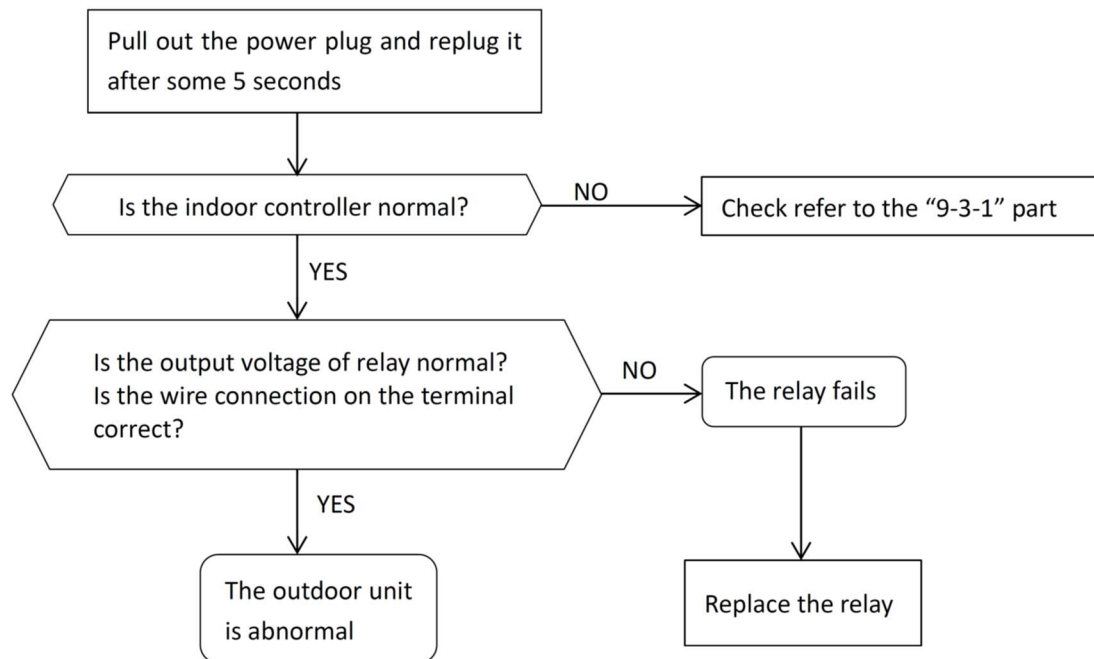 Pull out the power plug and replug it
after some 5 seconds
Is the indoor controller normal?
NO
Check refer to the “9-3-1” part
YES
Is the output voltage of relay normal?
Is the wire connection on the terminal
correct?
NO
The relay fails
YES
The outdoor unit
is abnormal
Replace the relay